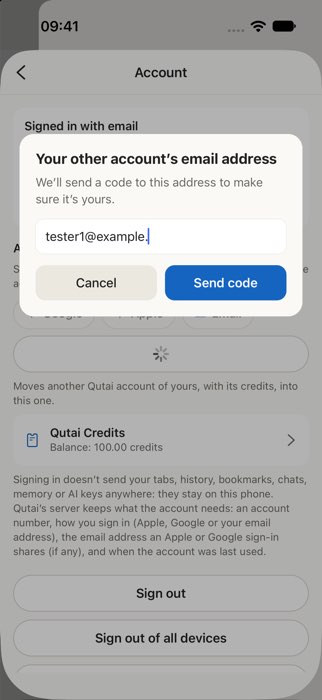 09:41
Account
Signed in with email
Your other account’s email address
We’ll send a code to this address to make
sure it’s yours.
tester1@example.
Cancel
Send code
Moves another Qutai account of yours, with its credits, into
this one.
Qutai Credits
Balance: 100.00 credits
Signing in doesn’t send your tabs, history, bookmarks, chats,
memory or AI keys anywhere: they stay on this phone.
Qutai’s server keeps what the account needs: an account
number, how you sign in (Apple, Google or your email
address), the email address an Apple or Google sign-in
shares (if any), and when the account was last used.
Sign out
Sign out of all devices